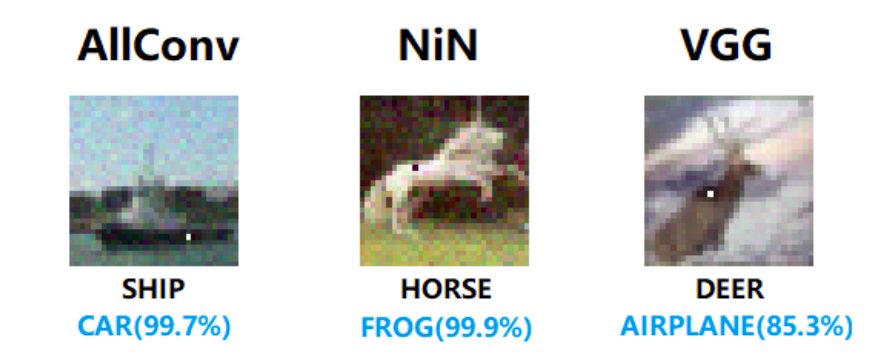 AllConv NiN VGG
SHIP HORSE DEER
CAR(99.7%) FROG(99.9%) AIRPLANE(85.3%)